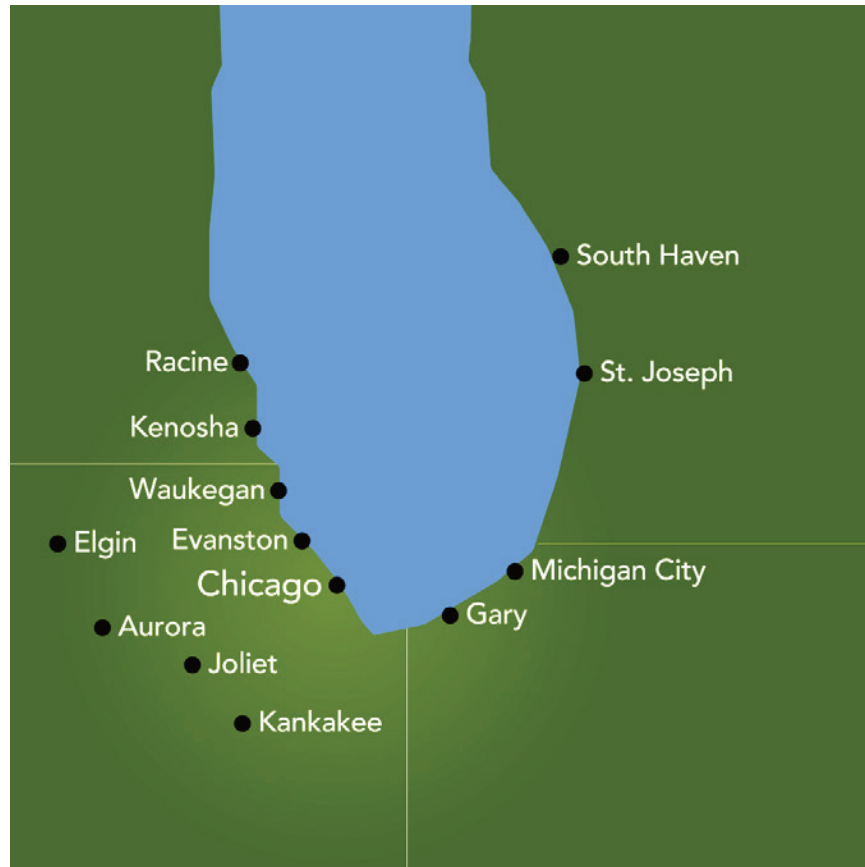 South Haven
Racine
St. Joseph
Kenosha
Waukegan
Evanston
Elgin
Michigan City
Chicago
Gary
Aurora
Joliet
Kankakee